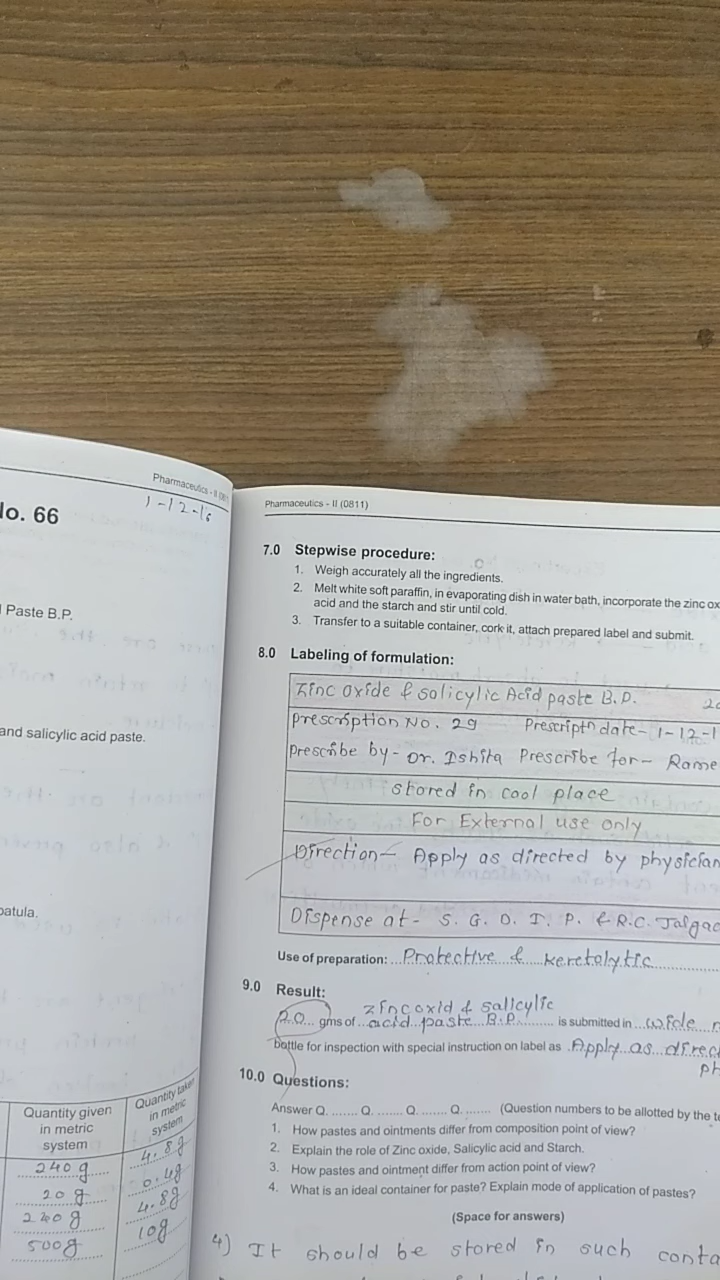 Pharmaceutics - II
1-12-16
No. 66
Paste B.P.
and salicylic acid paste.
patula.
Quantity given
in metric
system
Quantity taken
in metric
system
240 g
4.8g
20 g
0.4g
240 g
4.8g
500g
10g
Pharmaceutics - II (0811)
7.0 Stepwise procedure:
1. Weigh accurately all the ingredients.
2. Melt white soft paraffin, in evaporating dish in water bath, incorporate the zinc ox
acid and the starch and stir until cold.
3. Transfer to a suitable container, cork it, attach prepared label and submit.
8.0 Labeling of formulation:
Zinc oxide & salicylic Acid paste B.P.
prescription No. 29 Prescriptn date- 1-12-1
prescribe by- Dr. Ishita Prescribe for- Rame
stored in cool place
For External use only
Direction- Apply as directed by physician
Dispense at- S. G. D. I. P. & R.C. Jalgao
Use of preparation: Protective & keretalytic
9.0 Result:
zinc oxid & salicylic
20 gms of acid paste B.P. is submitted in wide
bottle for inspection with special instruction on label as Apply as direc
ph
10.0 Questions:
Answer Q. ....... Q. ....... Q. ....... Q. ....... (Question numbers to be allotted by the te
1. How pastes and ointments differ from composition point of view?
2. Explain the role of Zinc oxide, Salicylic acid and Starch.
3. How pastes and ointment differ from action point of view?
4. What is an ideal container for paste? Explain mode of application of pastes?
(Space for answers)
4) It should be stored in such conta